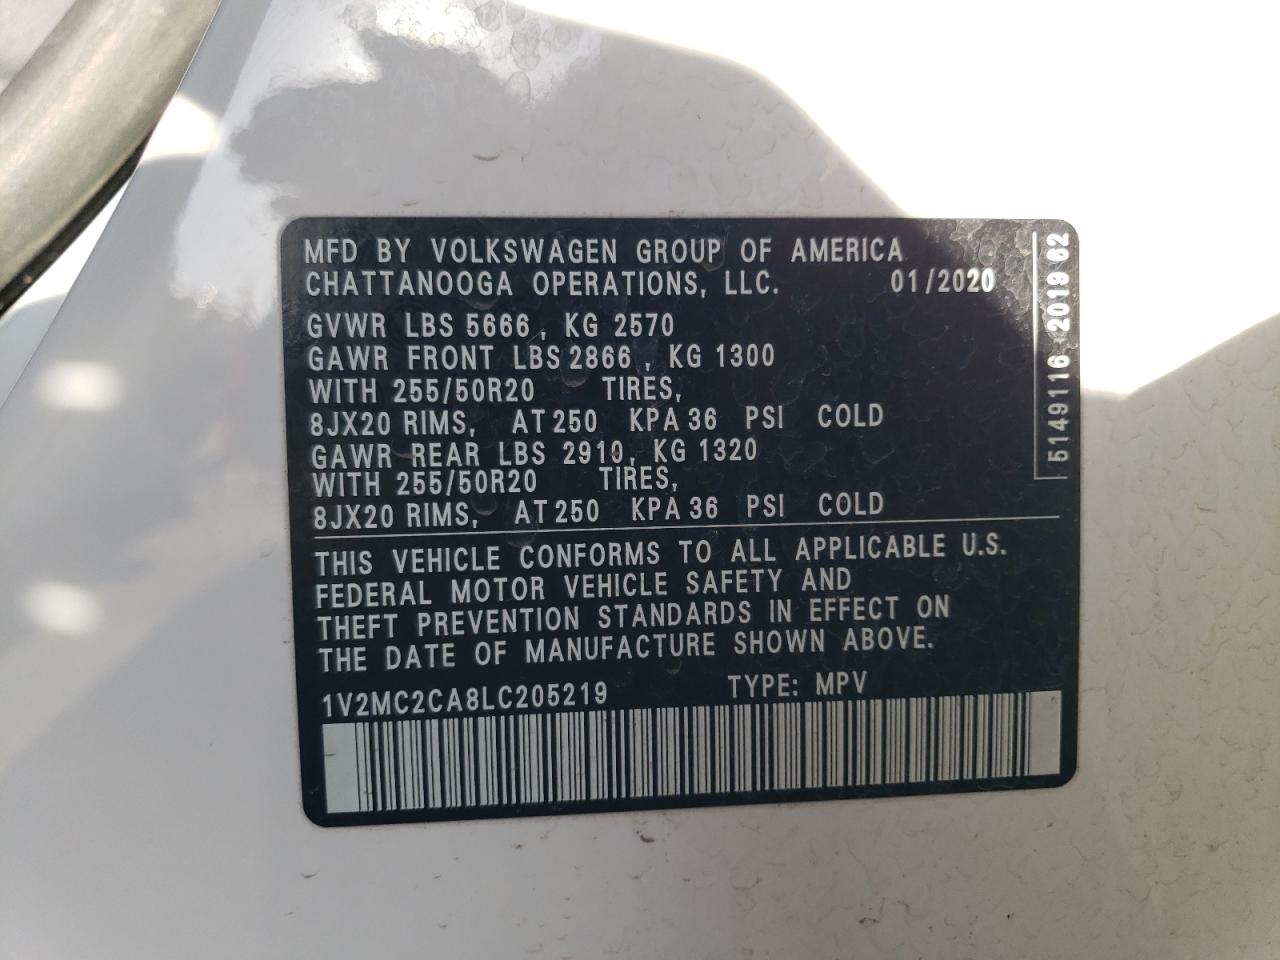 MFD BY VOLKSWAGEN GROUP OF AMERICA
CHATTANOOGA OPERATIONS, LLC. 01/2020
GVWR LBS 5666, KG 2570
GAWR FRONT LBS 2866, KG 1300
WITH 255/50R20 TIRES,
8JX20 RIMS, AT 250 KPA 36 PSI COLD
GAWR REAR LBS 2910, KG 1320
WITH 255/50R20 TIRES,
8JX20 RIMS, AT 250 KPA 36 PSI COLD
THIS VEHICLE CONFORMS TO ALL APPLICABLE U.S.
FEDERAL MOTOR VEHICLE SAFETY AND
THEFT PREVENTION STANDARDS IN EFFECT ON
THE DATE OF MANUFACTURE SHOWN ABOVE.
1V2MC2CA8LC205219 TYPE: MPV
5149116 2019 62